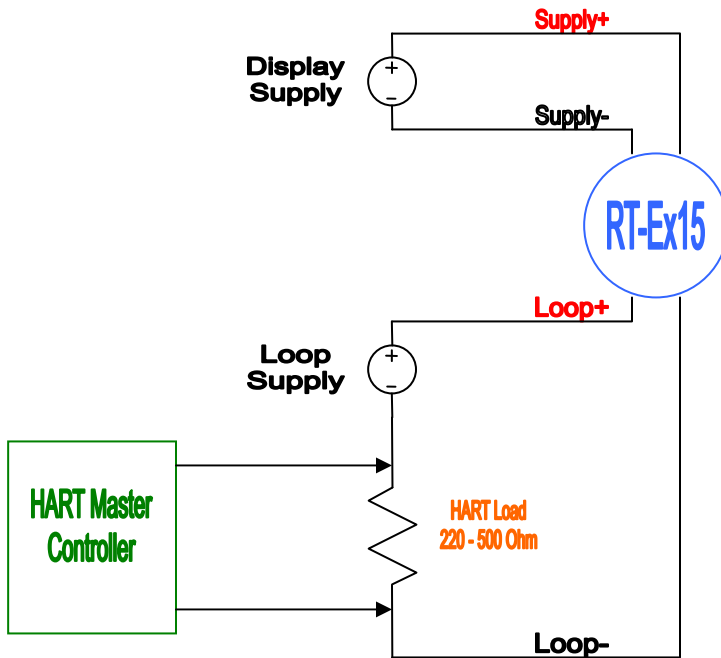 Supply+
Display
Supply
+
-
Supply-
RT-Ex15
Loop+
Loop
Supply
+
-
HART Master
Controller
HART Load
220 - 500 Ohm
Loop-